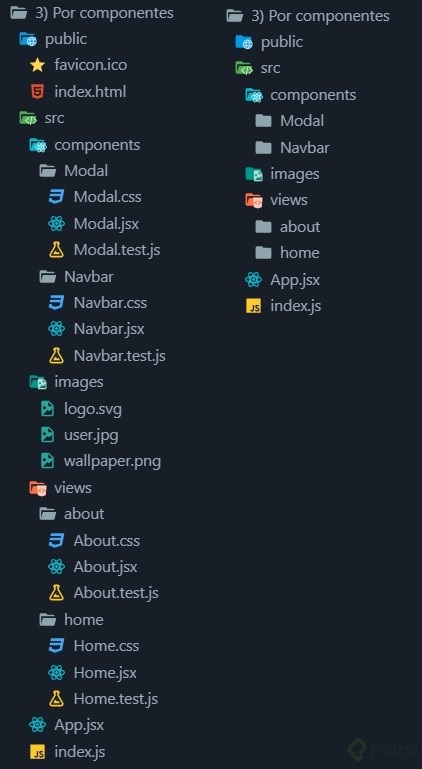 3) Por componentes
public
favicon.ico
index.html
src
components
Modal
Modal.css
Modal.jsx
Modal.test.js
Navbar
Navbar.css
Navbar.jsx
Navbar.test.js
images
logo.svg
user.jpg
wallpaper.png
views
about
About.css
About.jsx
About.test.js
home
Home.css
Home.jsx
Home.test.js
App.jsx
JS index.js
3) Por componentes
public
src
components
Modal
Navbar
images
views
about
home
App.jsx
JS index.js
Platzi